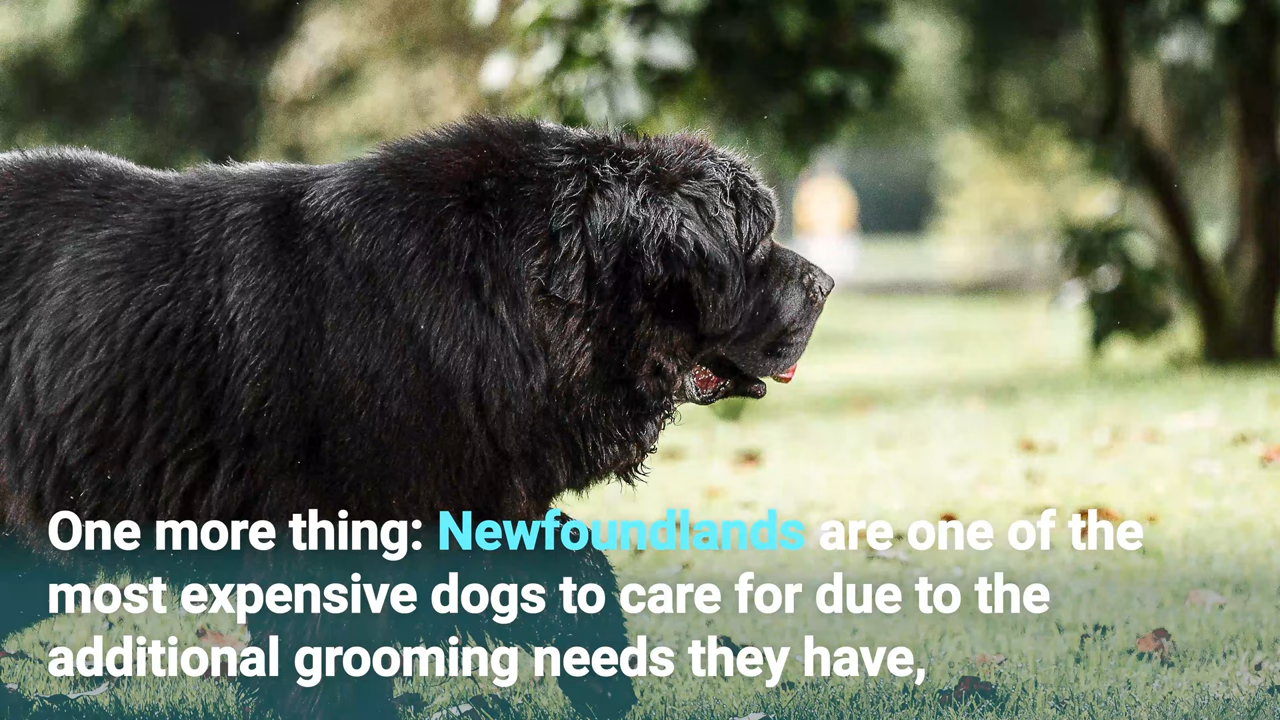 One more thing: Newfoundlands are one of the
most expensive dogs to care for due to the
additional grooming needs they have,